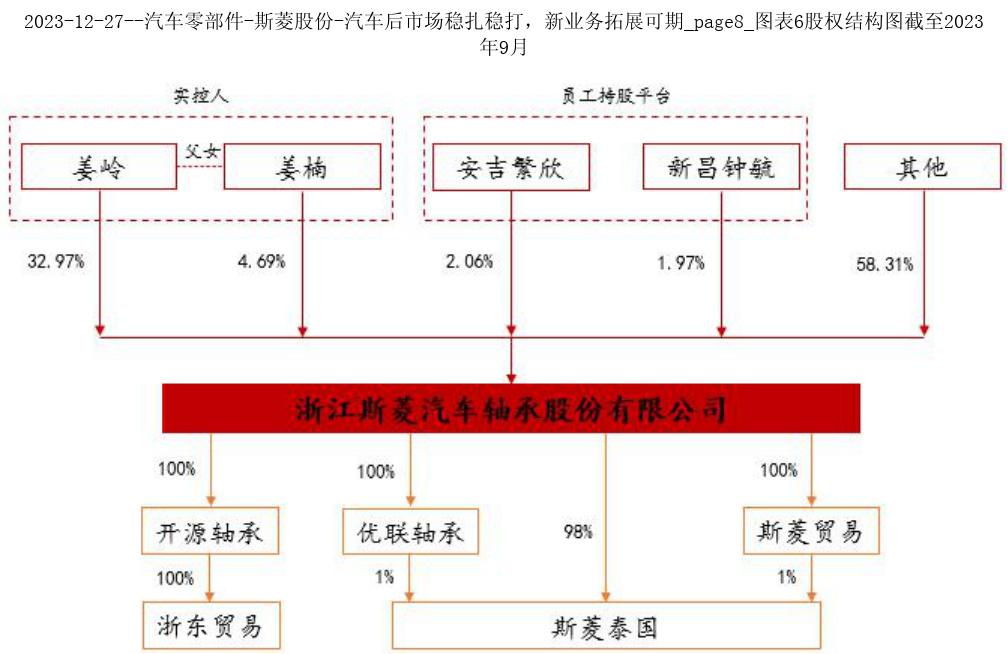 2023-12-27--汽车零部件-斯菱股份-汽车后市场稳扎稳打，新业务拓展可期_page8_图表6股权结构图截至2023
年9月
实控人
员工持股平台
姜岭
父女
姜楠
安吉繁欣
新昌钟毓
其他
32.97%
4.69%
2.06%
1.97%
58.31%
浙江斯菱汽车轴承股份有限公司
100%
100%
100%
开源轴承
优联轴承
98%
斯菱贸易
100%
1%
1%
浙东贸易
斯菱泰国